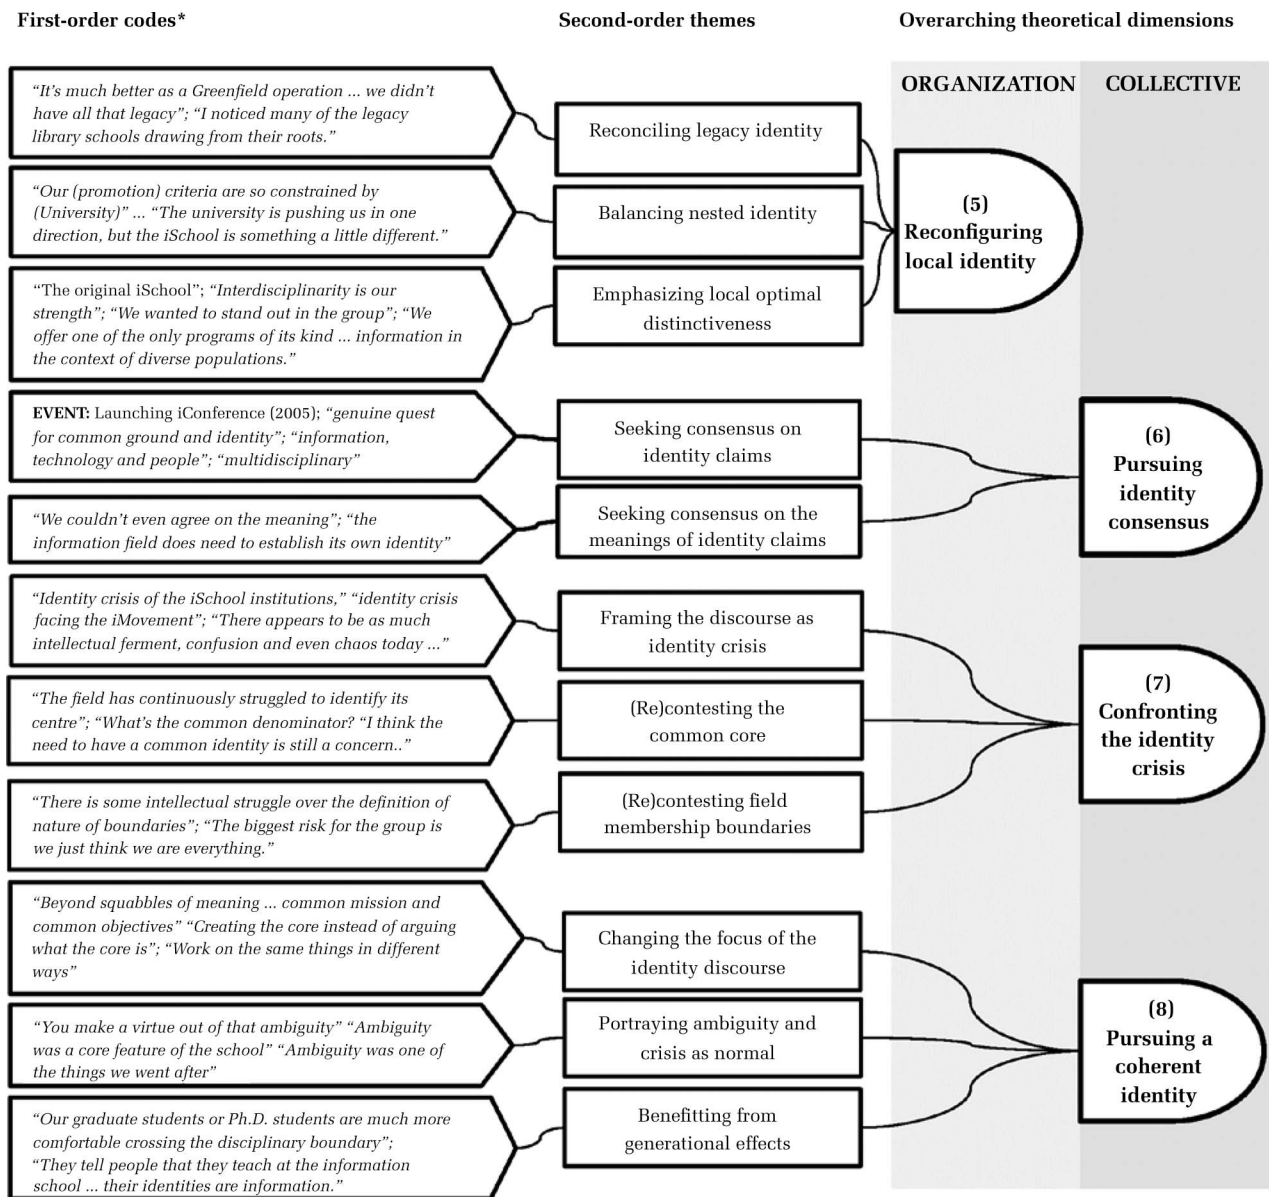 First-order codes*
Second-order themes
Overarching theoretical dimensions
ORGANIZATION
COLLECTIVE
“It’s much better as a Greenfield operation ... we didn’t
have all that legacy”; “I noticed many of the legacy
library schools drawing from their roots.”
Reconciling legacy identity
“Our (promotion) criteria are so constrained by
(University)” ... “The university is pushing us in one
direction, but the iSchool is something a little different.”
Balancing nested identity
“The original iSchool”; “Interdisciplinarity is our
strength”; “We wanted to stand out in the group”; “We
offer one of the only programs of its kind ... information in
the context of diverse populations.”
Emphasizing local optimal
distinctiveness
(5)
Reconfiguring
local identity
EVENT: Launching iConference (2005); “genuine quest
for common ground and identity”; “information,
technology and people”; “multidisciplinary”
Seeking consensus on
identity claims
“We couldn’t even agree on the meaning”; “the
information field does need to establish its own identity”
Seeking consensus on the
meanings of identity claims
(6)
Pursuing
identity
consensus
“Identity crisis of the iSchool institutions,” “identity crisis
facing the iMovement”; “There appears to be as much
intellectual ferment, confusion and even chaos today ...”
Framing the discourse as
identity crisis
“The field has continuously struggled to identify its
centre”; “What’s the common denominator? “I think the
need to have a common identity is still a concern..”
(Re)contesting the
common core
“There is some intellectual struggle over the definition of
nature of boundaries”; “The biggest risk for the group is
we just think we are everything.”
(Re)contesting field
membership boundaries
(7)
Confronting
the identity
crisis
“Beyond squabbles of meaning ... common mission and
common objectives” “Creating the core instead of arguing
what the core is”; “Work on the same things in different
ways”
Changing the focus of the
identity discourse
“You make a virtue out of that ambiguity” “Ambiguity
was a core feature of the school” “Ambiguity was one of
the things we went after”
Portraying ambiguity and
crisis as normal
“Our graduate students or Ph.D. students are much more
comfortable crossing the disciplinary boundary”;
“They tell people that they teach at the information
school ... their identities are information.”
Benefitting from
generational effects
(8)
Pursuing a
coherent
identity